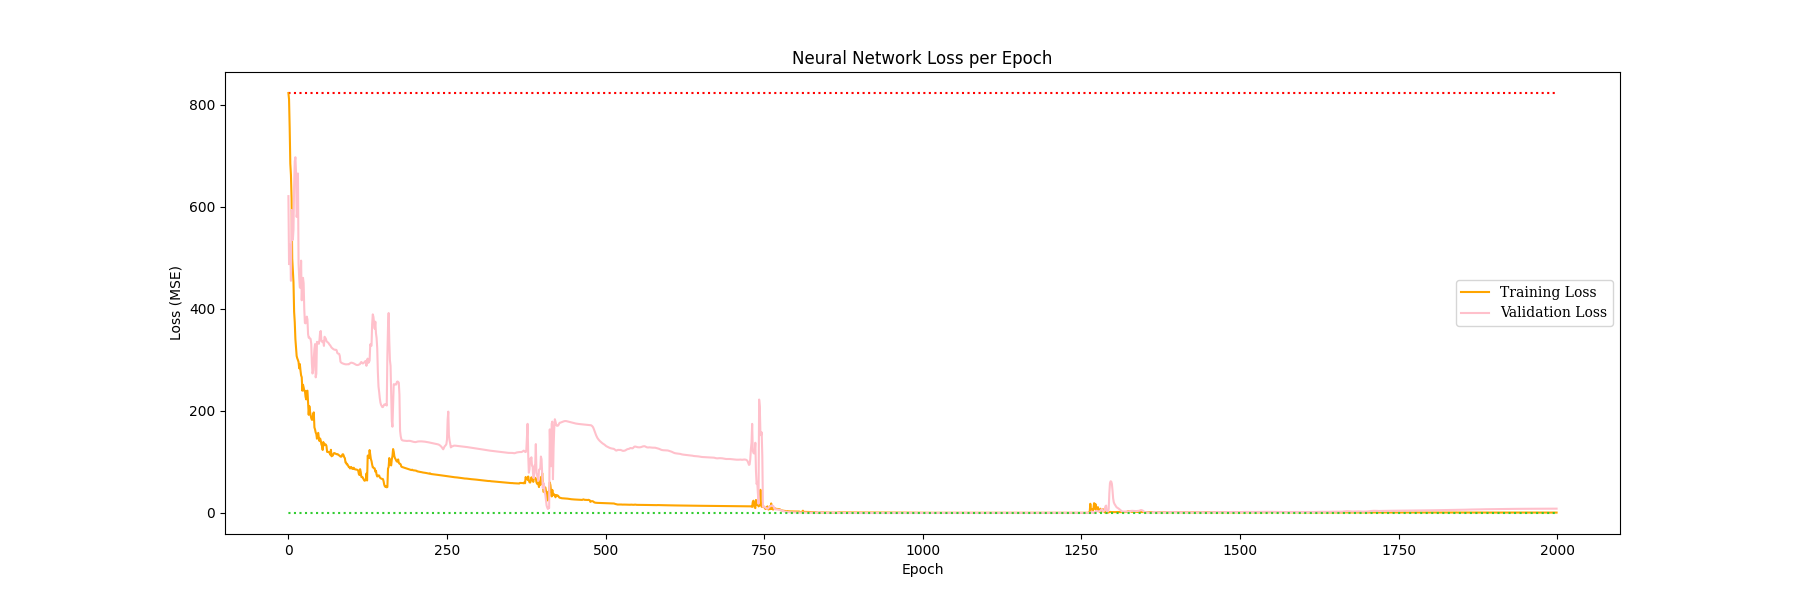 Neural Network Loss per Epoch
Loss (MSE)
800
600
400
200
0
Training Loss
Validation Loss
0 250 500 750 1000 1250 1500 1750 2000
Epoch